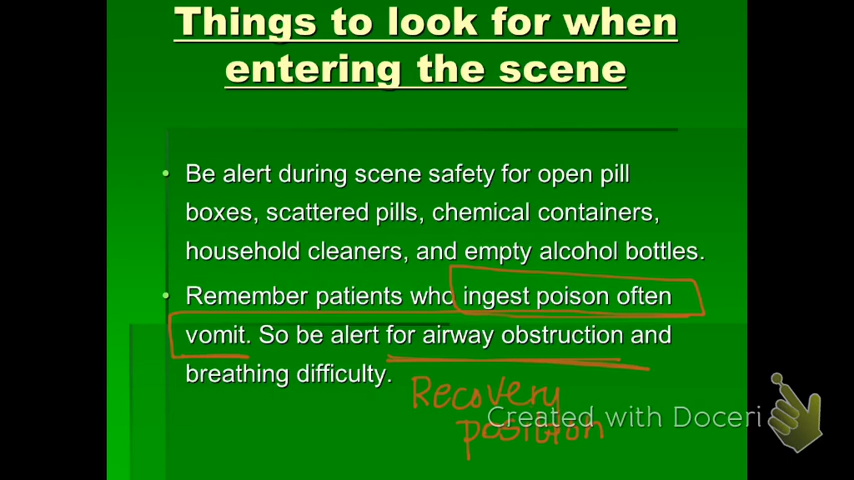 Things to look for when
entering the scene
Be alert during scene safety for open pill
boxes, scattered pills, chemical containers,
household cleaners, and empty alcohol bottles.
Remember patients who ingest poison often
vomit. So be alert for airway obstruction and
breathing difficulty.
Recovery
position
Created with Doceri